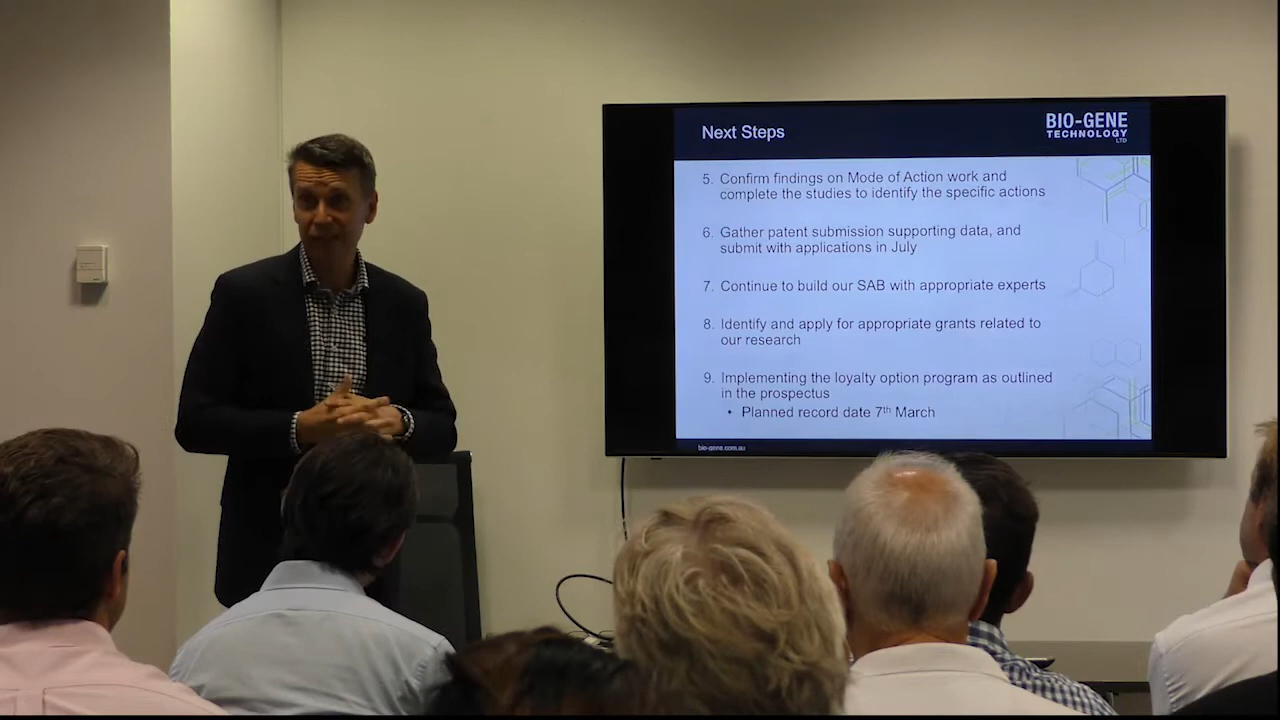 Next Steps
BIO-GENE
TECHNOLOGY
LTD
5. Confirm findings on Mode of Action work and
complete the studies to identify the specific actions
6. Gather patent submission supporting data, and
submit with applications in July
7. Continue to build our SAB with appropriate experts
8. Identify and apply for appropriate grants related to
our research
9. Implementing the loyalty option program as outlined
in the prospectus
• Planned record date 7th March
bio-gene.com.au